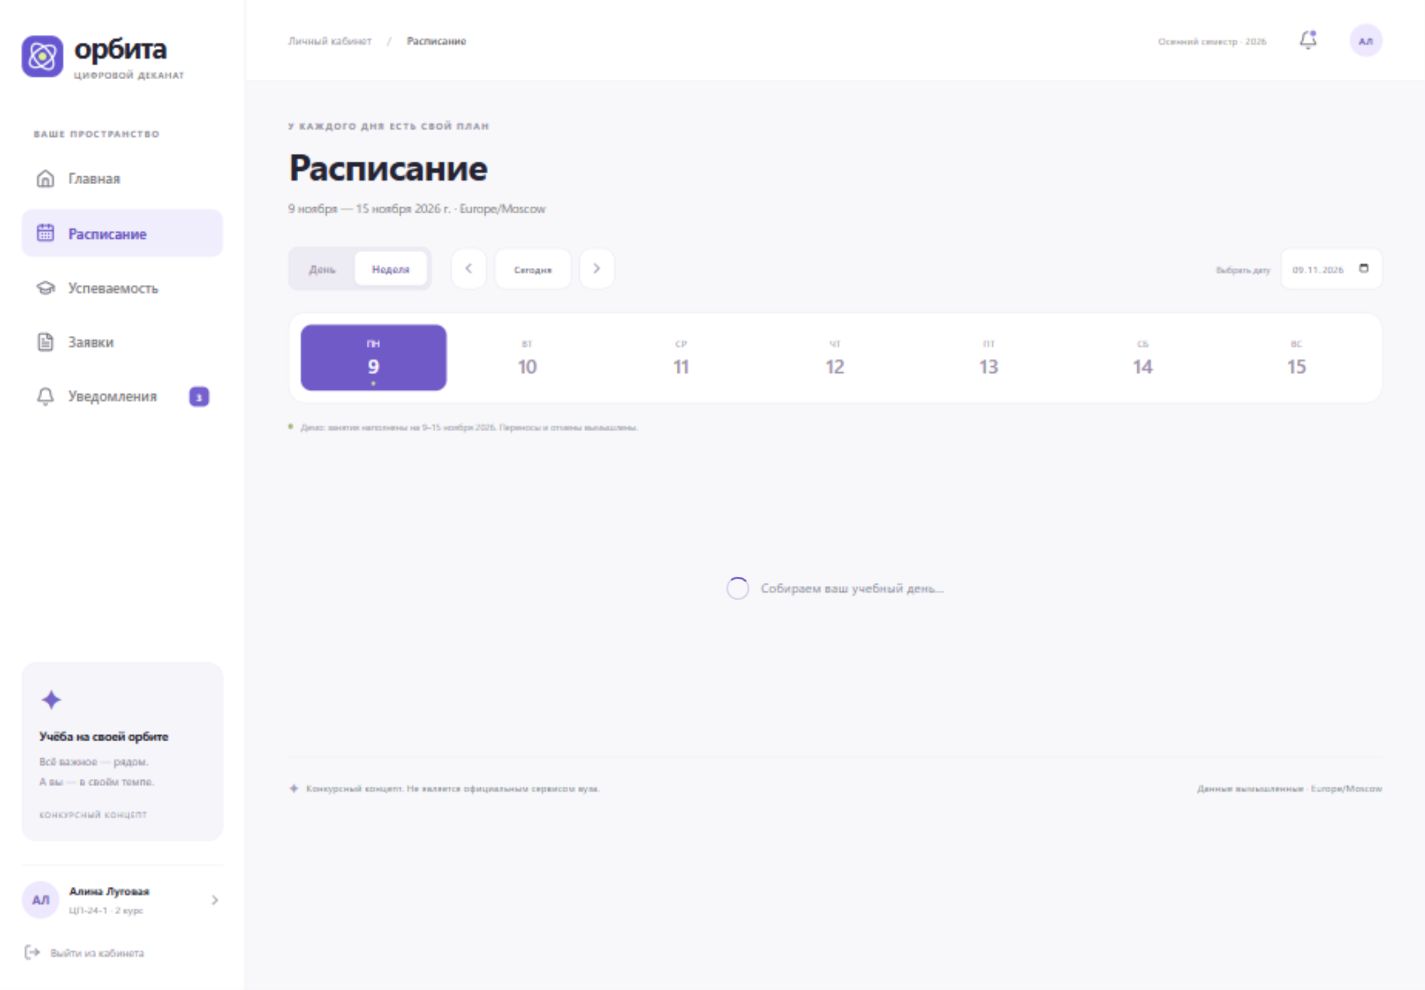 орбита
ЦИФРОВОЙ ДЕКАНАТ
ВАШЕ ПРОСТРАНСТВО
Главная
Расписание
Успеваемость
Заявки
Уведомления 3
Учёба на своей орбите
Всё важное — рядом.
А вы — в своём темпе.
КОНКУРСНЫЙ КОНЦЕПТ
АЛ
Алина Луговая
ЦП-24-1 · 2 курс
Выйти из кабинета
Личный кабинет / Расписание
Осенний семестр · 2026 АЛ
У КАЖДОГО ДНЯ ЕСТЬ СВОЙ ПЛАН
Расписание
9 ноября — 15 ноября 2026 г. · Europe/Moscow
День Неделя Сегодня Выбрать дату 09.11.2026
ПН ВТ СР ЧТ ПТ СБ ВС
9 10 11 12 13 14 15
Демо: занятия наполнены на 9–15 ноября 2026. Переносы и отмены вымышлены.
Собираем ваш учебный день…
Конкурсный концепт. Не является официальным сервисом вуза.
Данные вымышленные · Europe/Moscow